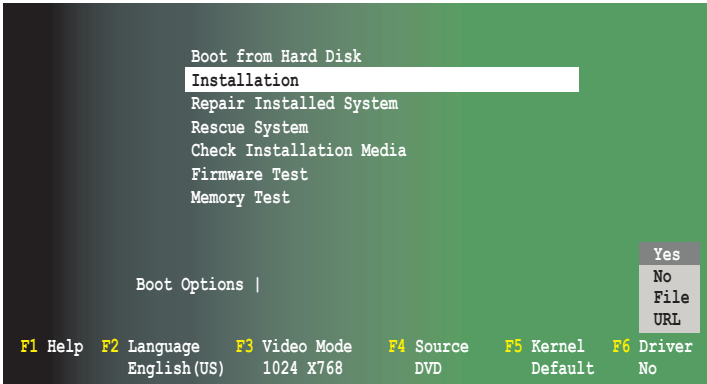 Boot from Hard Disk
Installation
Repair Installed System
Rescue System
Check Installation Media
Firmware Test
Memory Test
Boot Options |
Yes
No
File
URL
F1 Help F2 Language F3 Video Mode F4 Source F5 Kernel F6 Driver
English(US) 1024 X768 DVD Default No